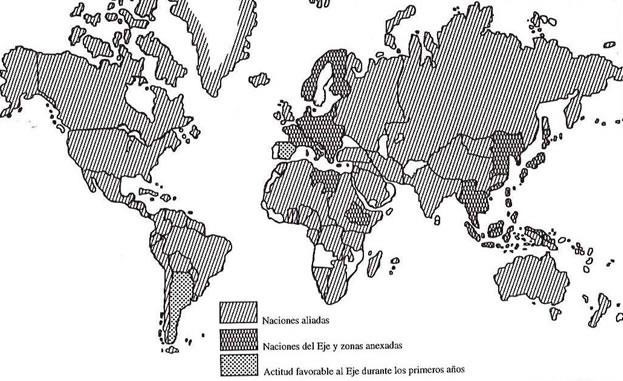 Naciones aliadas
Naciones del Eje y zonas anexadas
Actitud favorable al Eje durante los primeros años